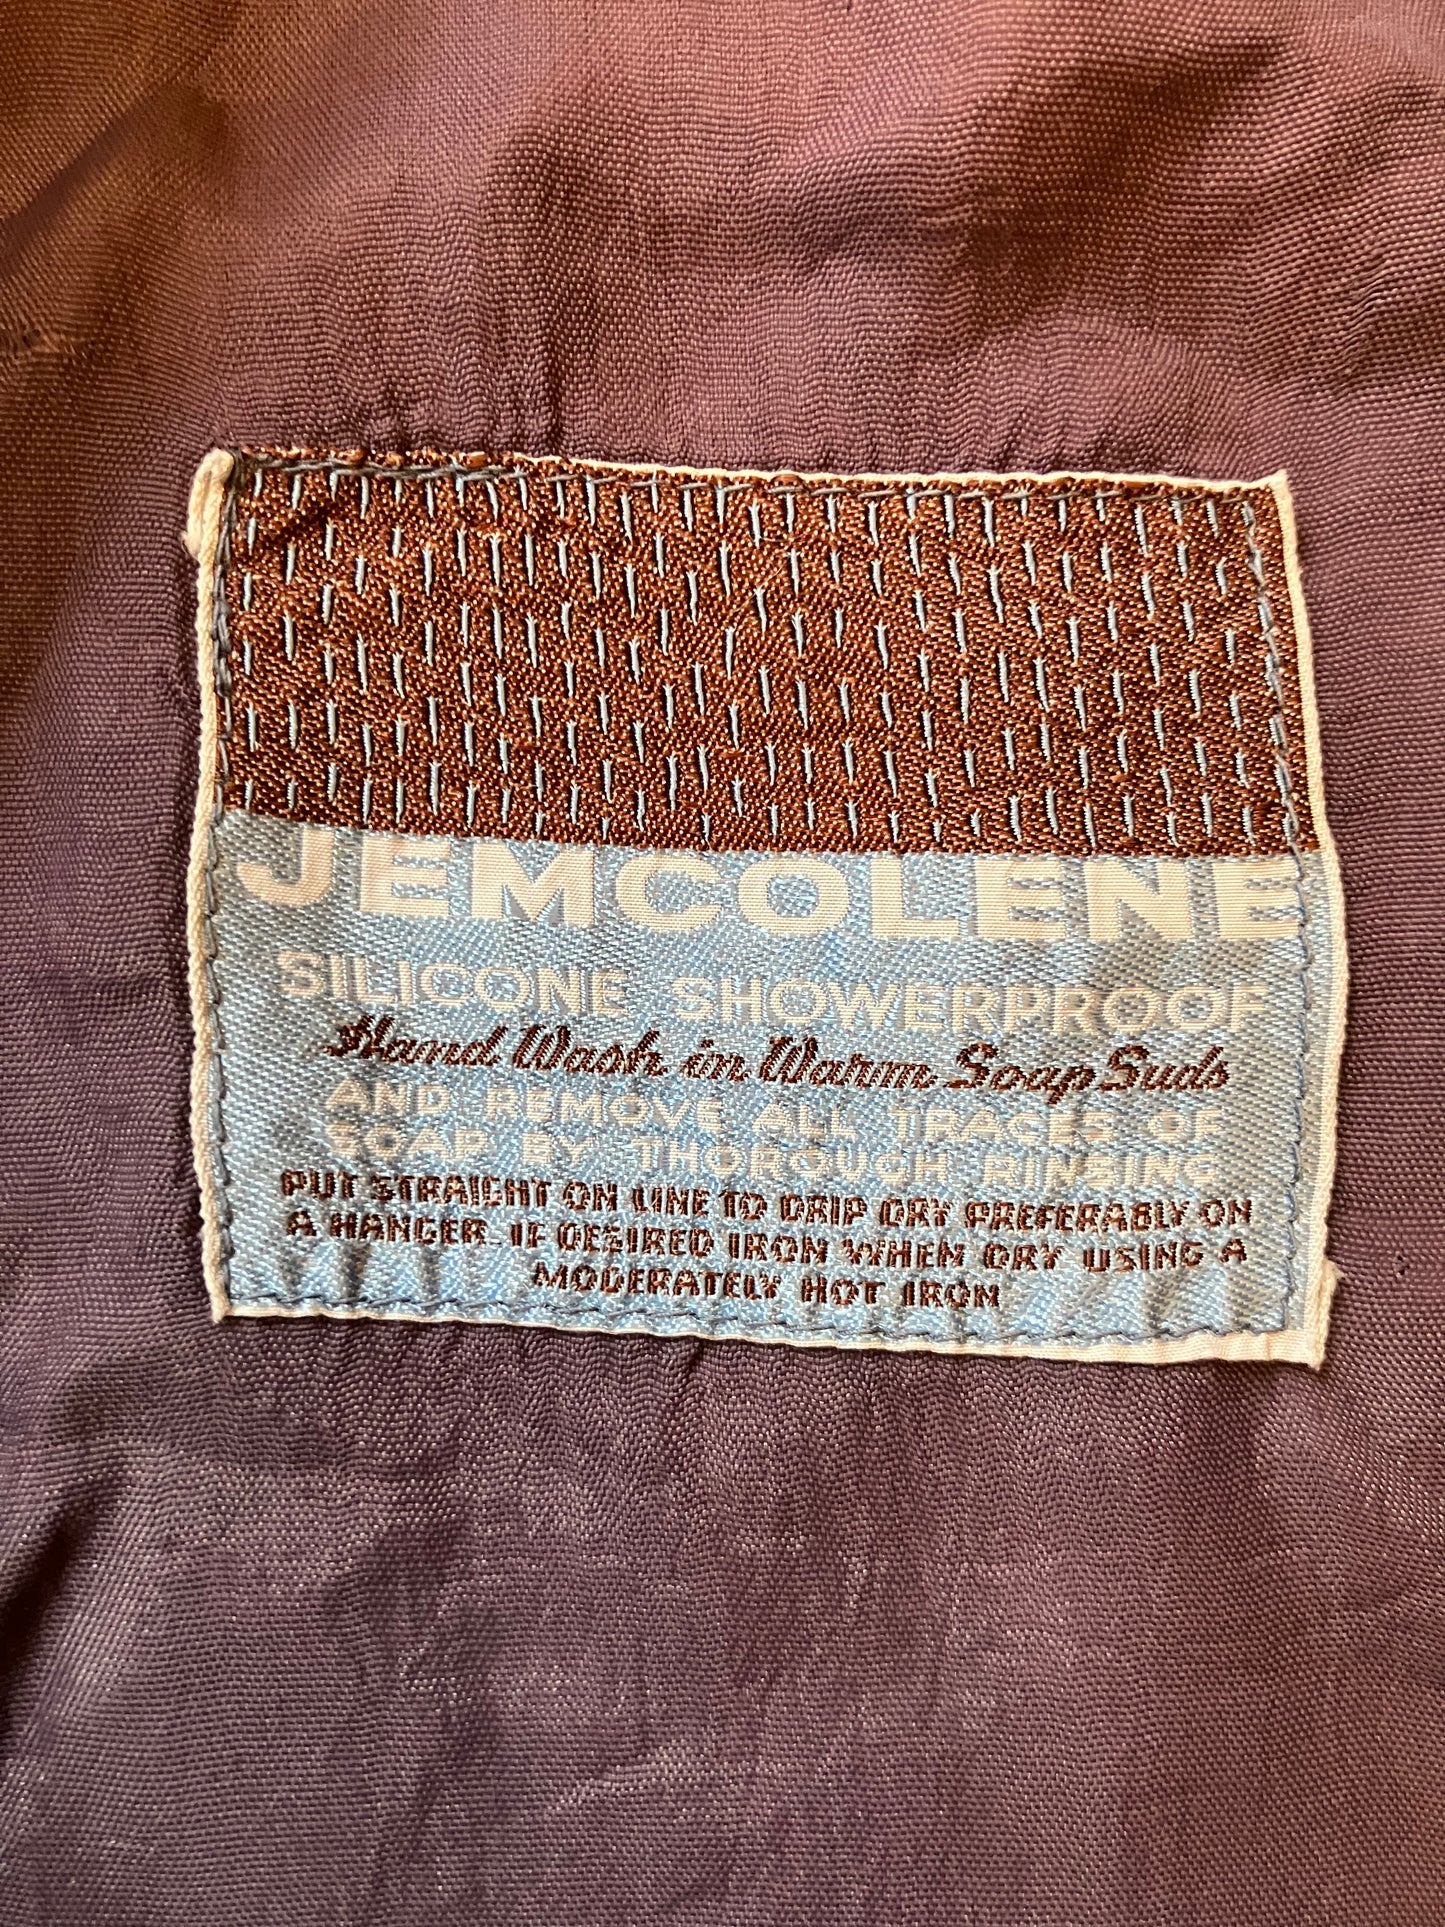 JEMCOLENE
SILICONE SHOWERPROOF
Hand Wash in Warm Soap Suds
AND REMOVE ALL TRACES OF
SOAP BY THOROUGH RINSING
PUT STRAIGHT ON LINE TO DRIP DRY PREFERABLY ON
A HANGER. IF DESIRED IRON WHEN DRY USING A
MODERATELY HOT IRON